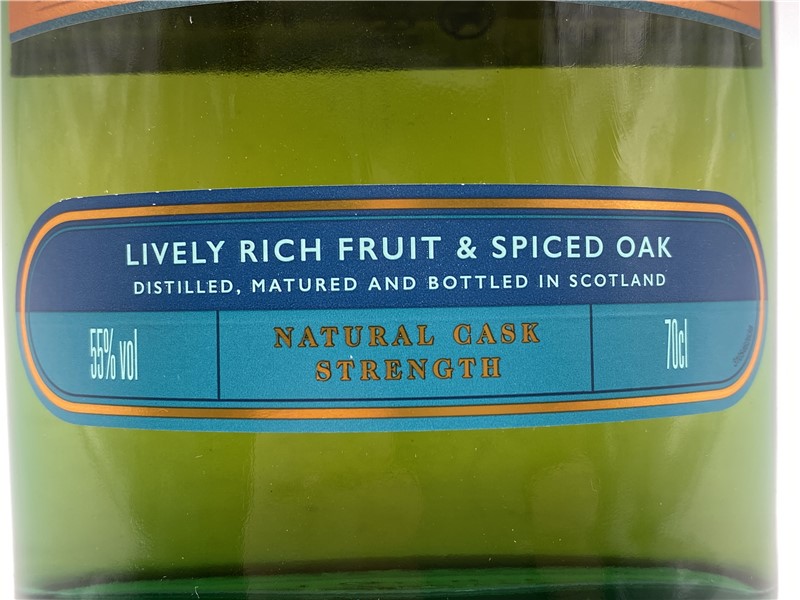 LIVELY RICH FRUIT & SPICED OAK
DISTILLED, MATURED AND BOTTLED IN SCOTLAND
55% vol
NATURAL CASK
STRENGTH
70cl